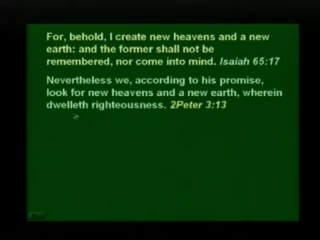 For, behold, I create new heavens and a new
earth: and the former shall not be
remembered, nor come into mind. Isaiah 65:17
Nevertheless we, according to his promise,
look for new heavens and a new earth, wherein
dwelleth righteousness. 2Peter 3:13